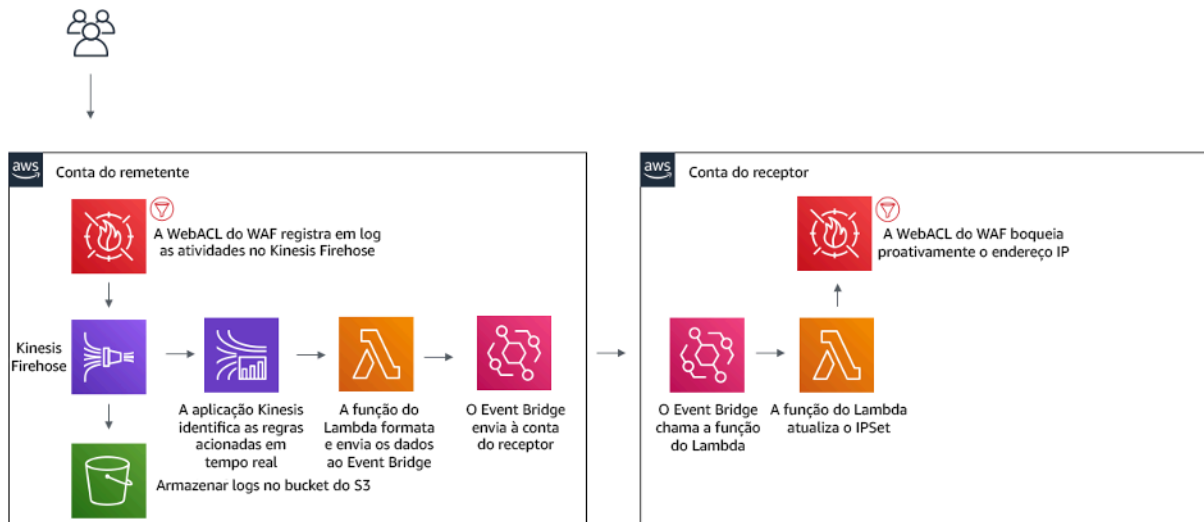 aws
Conta do remetente
A WebACL do WAF registra em log
as atividades no Kinesis Firehose
Kinesis
Firehose
A aplicação Kinesis
identifica as regras
acionadas em
tempo real
A função do
Lambda formata
e envia os dados
ao Event Bridge
O Event Bridge
envia à conta
do receptor
Armazenar logs no bucket do S3
aws
Conta do receptor
A WebACL do WAF boqueia
proativamente o endereço IP
O Event Bridge
chama a função
do Lambda
A função do Lambda
atualiza o IPSet